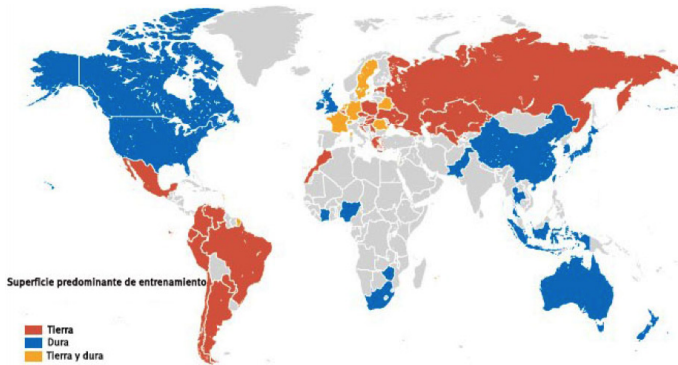 Superficie predominante de entrenamiento
Tierra
Dura
Tierra y dura